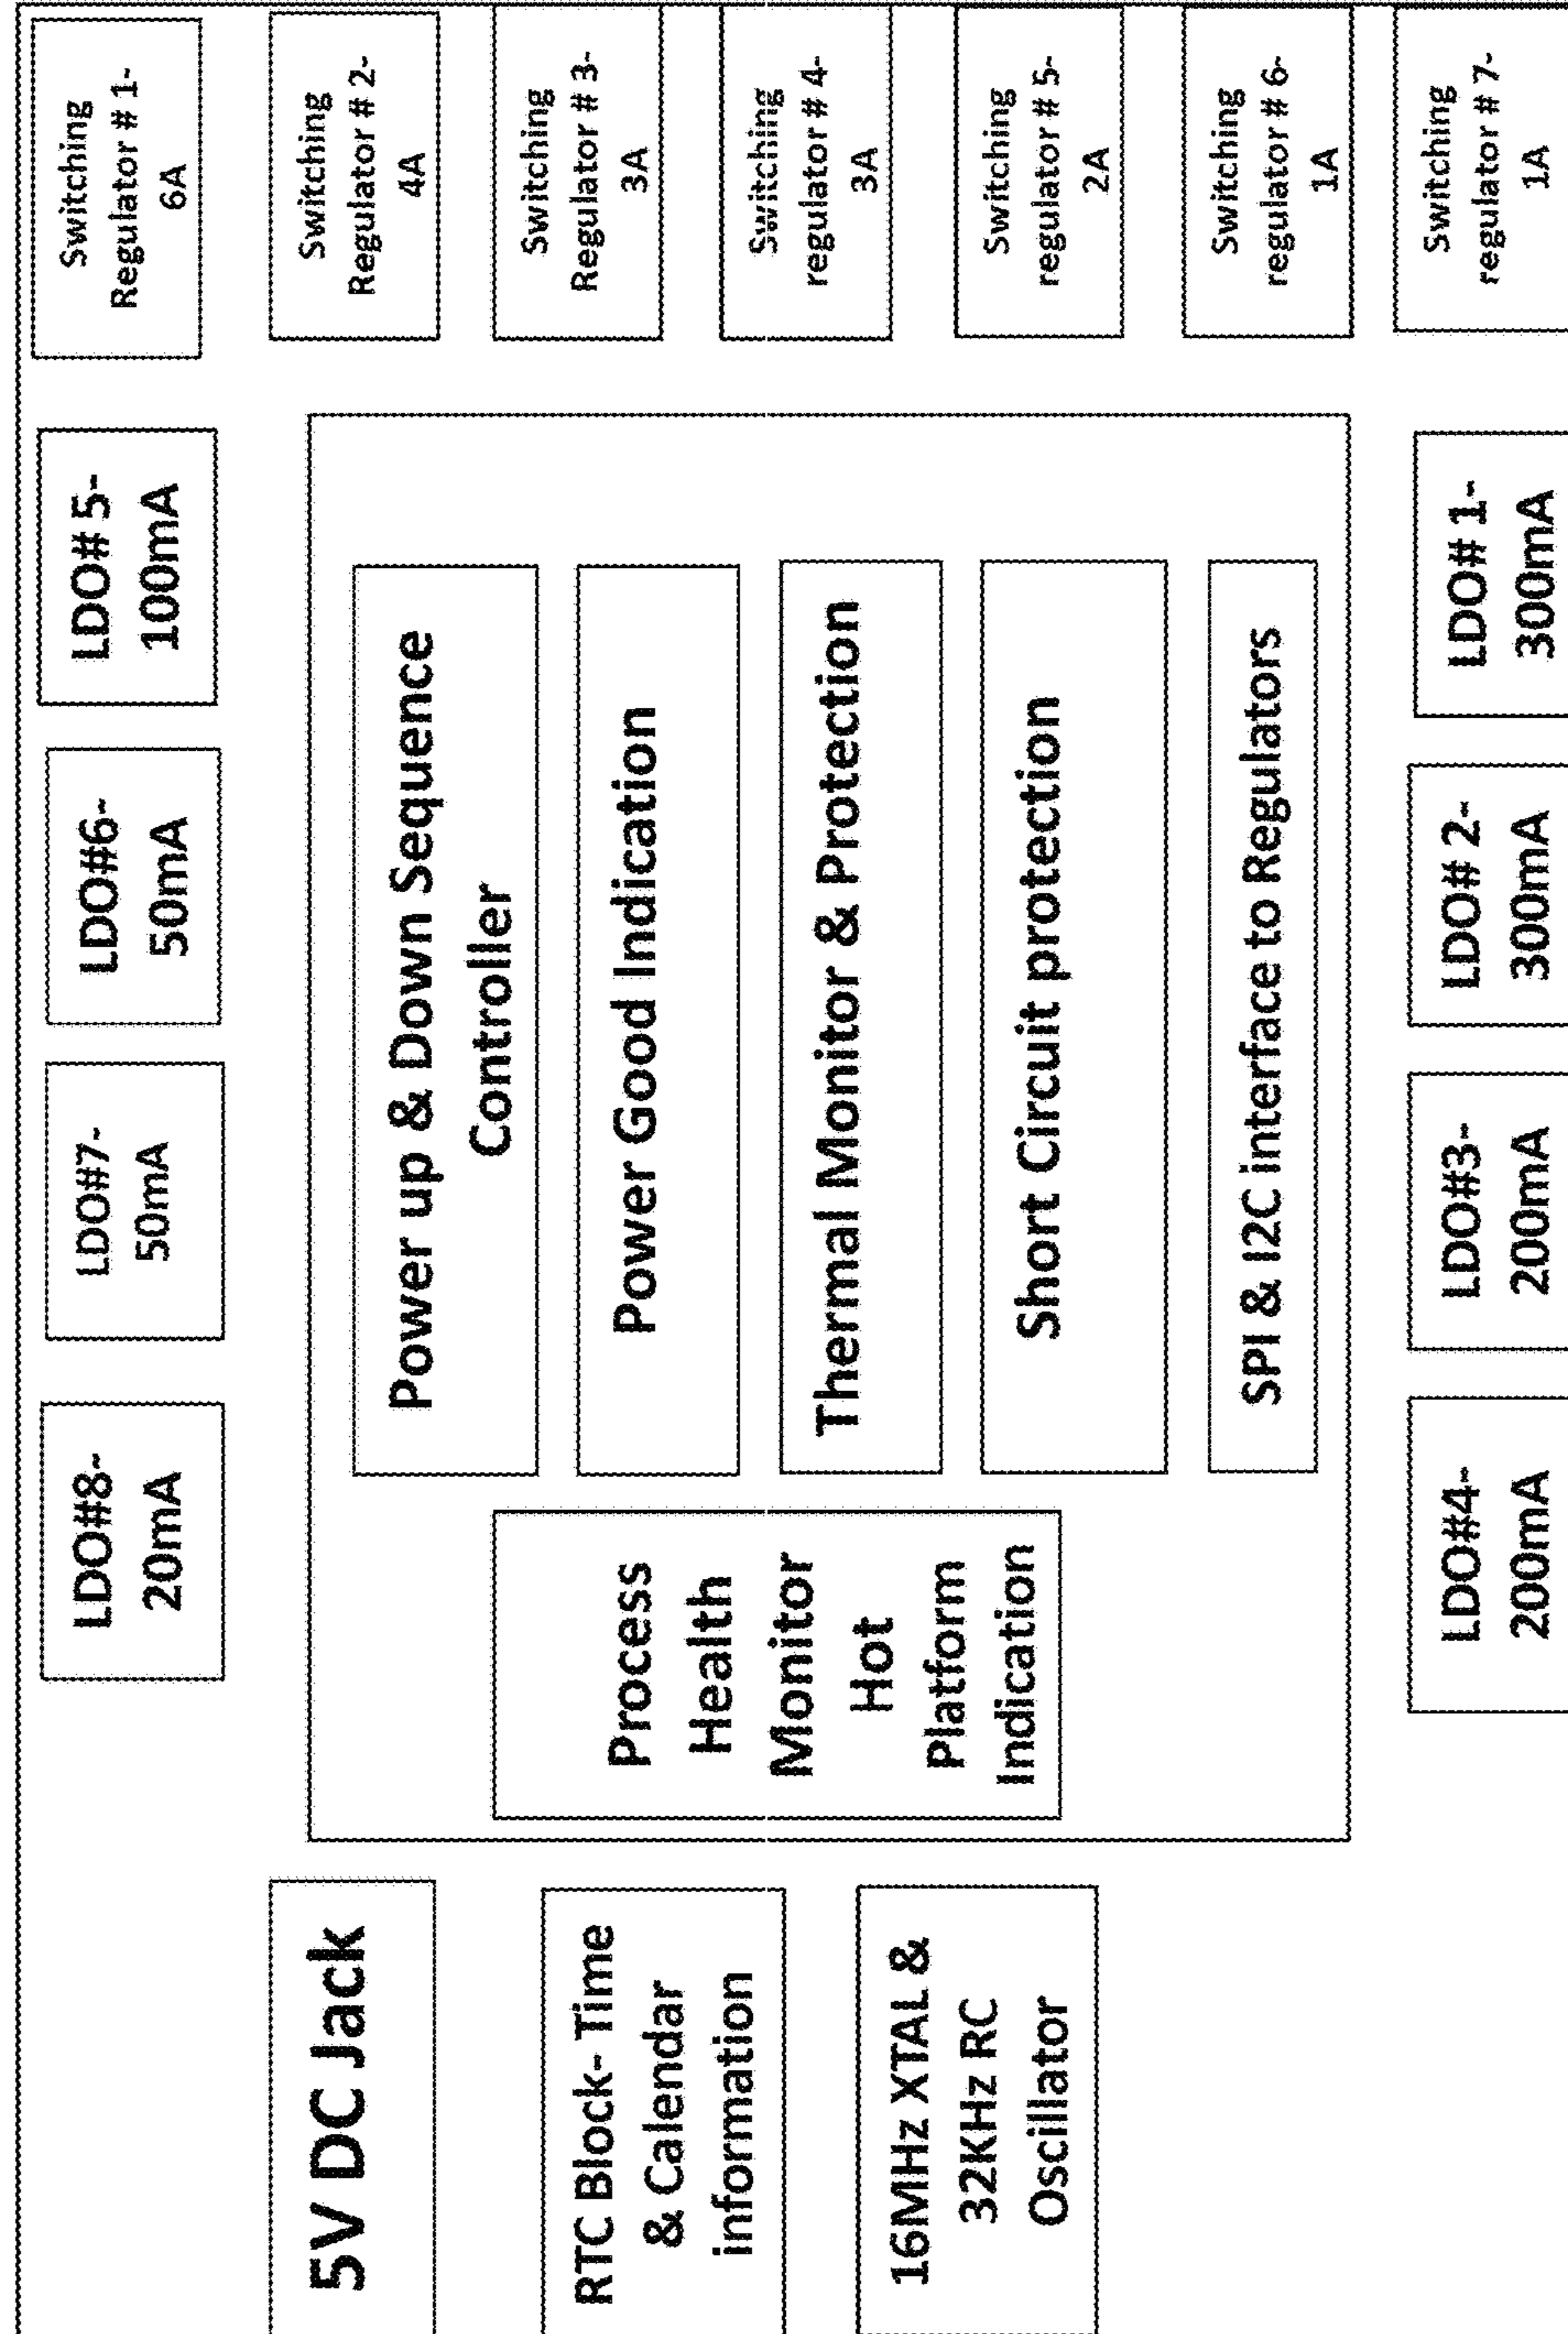 LDO#8-
20mA
LDO#7-
50mA
LDO#6-
50mA
LDO# 5-
100mA
Switching
Regulator # 1-
6A
5V DC Jack
RTC Block- Time
& Calendar
information
16MHz XTAL &
32KHz RC
Oscillator
Process
Health
Monitor
Hot
Platform
Indication
Power up & Down Sequence
Controller
Power Good Indication
Thermal Monitor & Protection
Short Circuit protection
SPI & I2C interface to Regulators
Switching
Regulator # 2-
4A
Switching
Regulator # 3-
3A
Switching
regulator # 4-
3A
Switching
regulator # 5-
2A
Switching
regulator # 6-
1A
Switching
regulator # 7-
1A
LDO#4-
200mA
LDO#3-
200mA
LDO# 2-
300mA
LDO# 1-
300mA